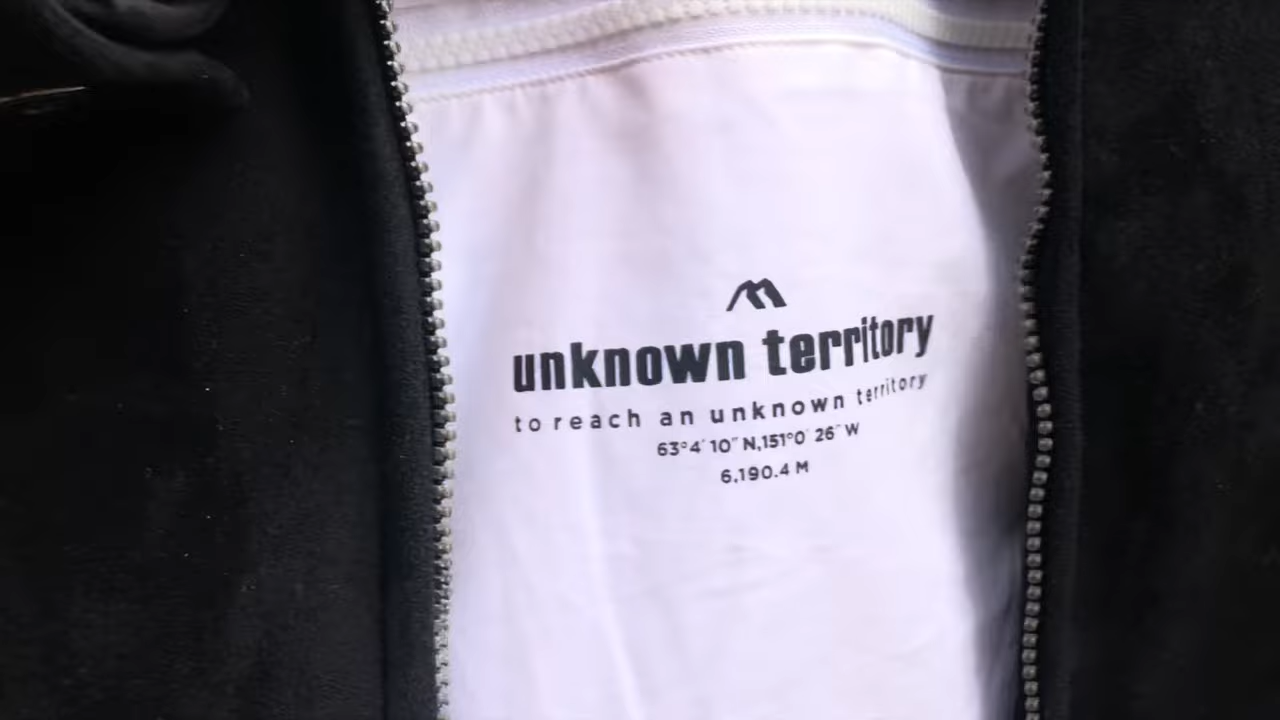 unknown territory
to reach an unknown territory
63°4′ 10″ N,151°0′ 26″ W
6,190.4 M